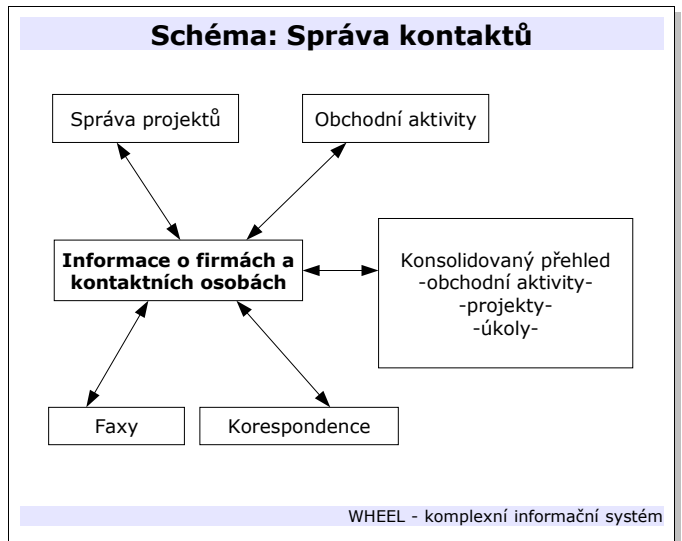 Schéma: Správa kontaktů
Správa projektů
Obchodní aktivity
Informace o firmách a
kontaktních osobách
Konsolidovaný přehled
-obchodní aktivity-
-projekty-
-úkoly-
Faxy
Korespondence
WHEEL - komplexní informační systém